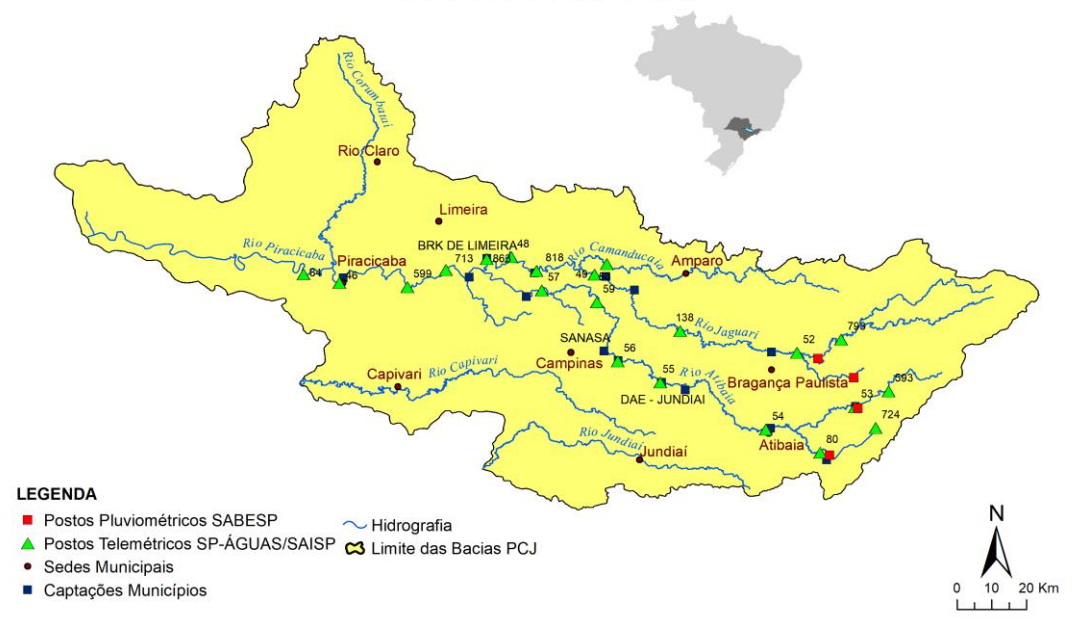 Rio Corumbataí
Rio Claro
Limeira
Rio Piracicaba
Piracicaba
84
46
599
BRK DE LIMEIRA
713
863
48
818
57
Rio Camanducaia
49
59
Amparo
138
Rio Jaguari
52
799
SANASA
Campinas
56
55
Rio Atibaia
DAE - JUNDIAI
Bragança Paulista
593
53
724
54
Atibaia
80
Capivari
Rio Capivari
Rio Jundiaí
Jundiaí
LEGENDA
Postos Pluviométricos SABESP
Postos Telemétricos SP-ÁGUAS/SAISP
Sedes Municipais
Captações Municípios
Hidrografia
Limite das Bacias PCJ
N
0 10 20 Km